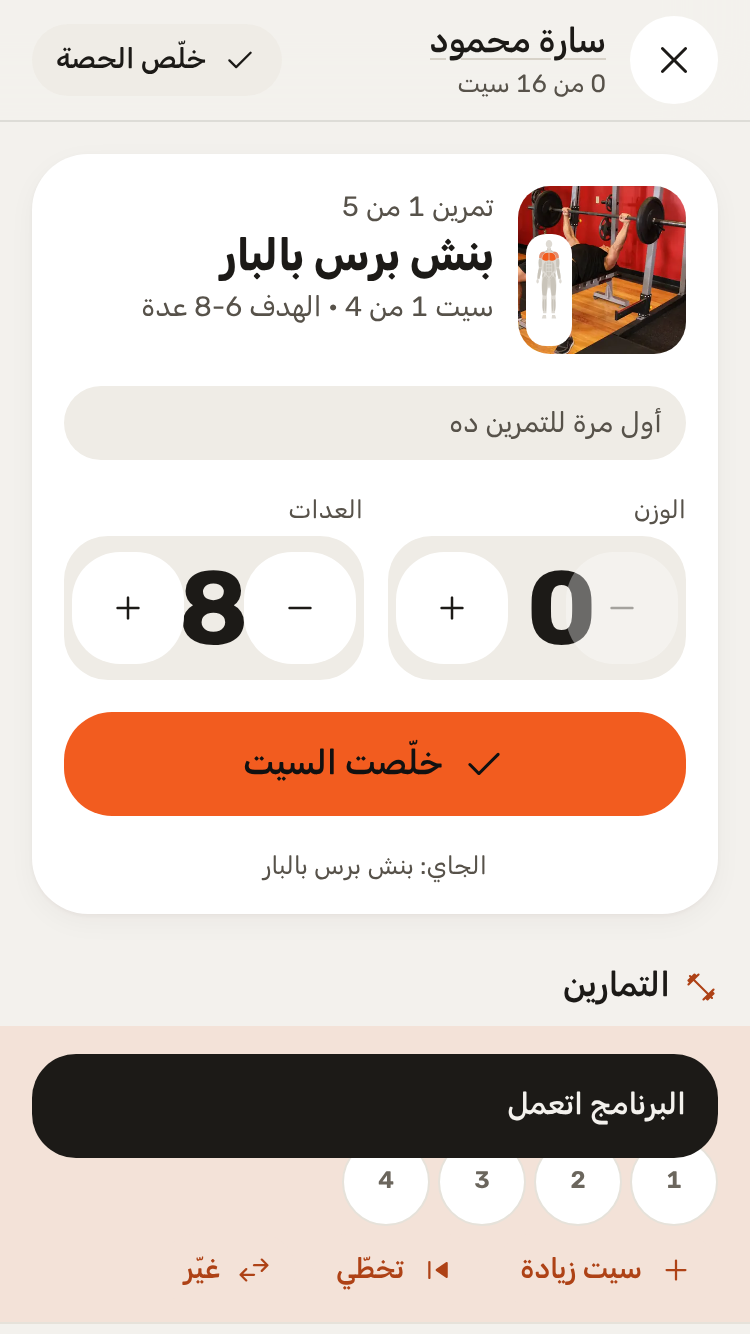 سارة محمود
0 من 16 سيت
خلّص الحصة
تمرين 1 من 5
بنش برس بالبار
سيت 1 من 4 • الهدف 6-8 عدة
أول مرة للتمرين ده
الوزن
العدات
0
8
خلّصت السيت
الجاي: بنش برس بالبار
التمارين
البرنامج اتعمل
1 2 3 4
سيت زيادة
تخطّي
غيّر